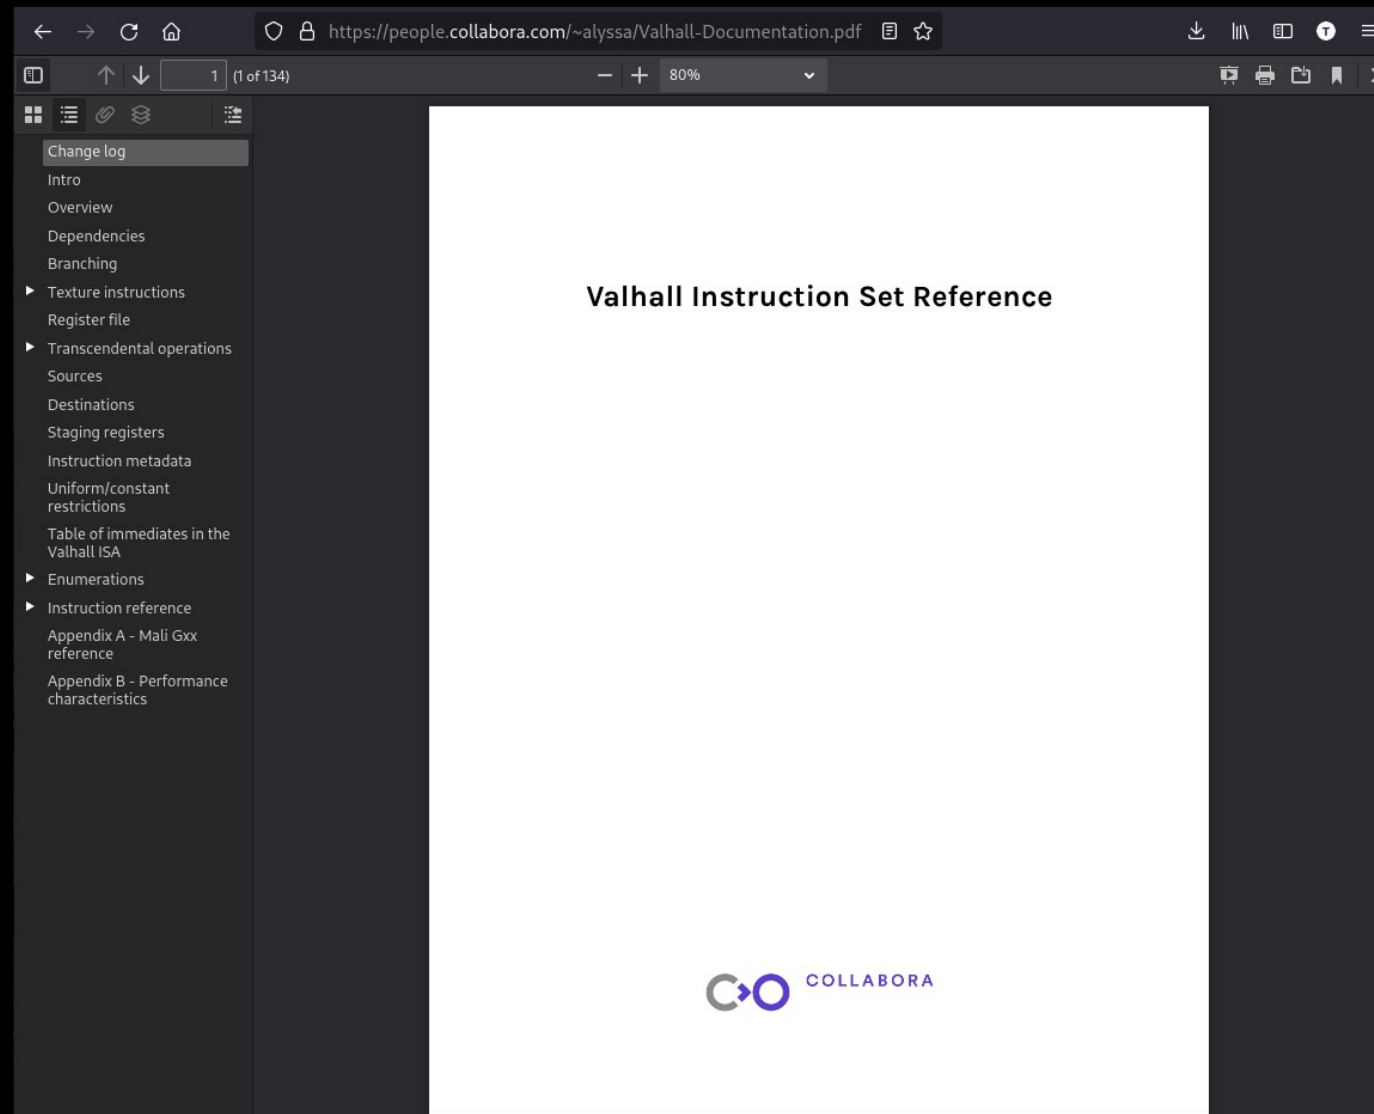 https://people.collabora.com/~alyssa/Valhall-Documentation.pdf
T
1 (1 of 134)
80%
Change log
Intro
Overview
Dependencies
Branching
Texture instructions
Register file
Transcendental operations
Sources
Destinations
Staging registers
Instruction metadata
Uniform/constant
restrictions
Table of immediates in the
Valhall ISA
Enumerations
Instruction reference
Appendix A - Mali Gxx
reference
Appendix B - Performance
characteristics
Valhall Instruction Set Reference
COLLABORA